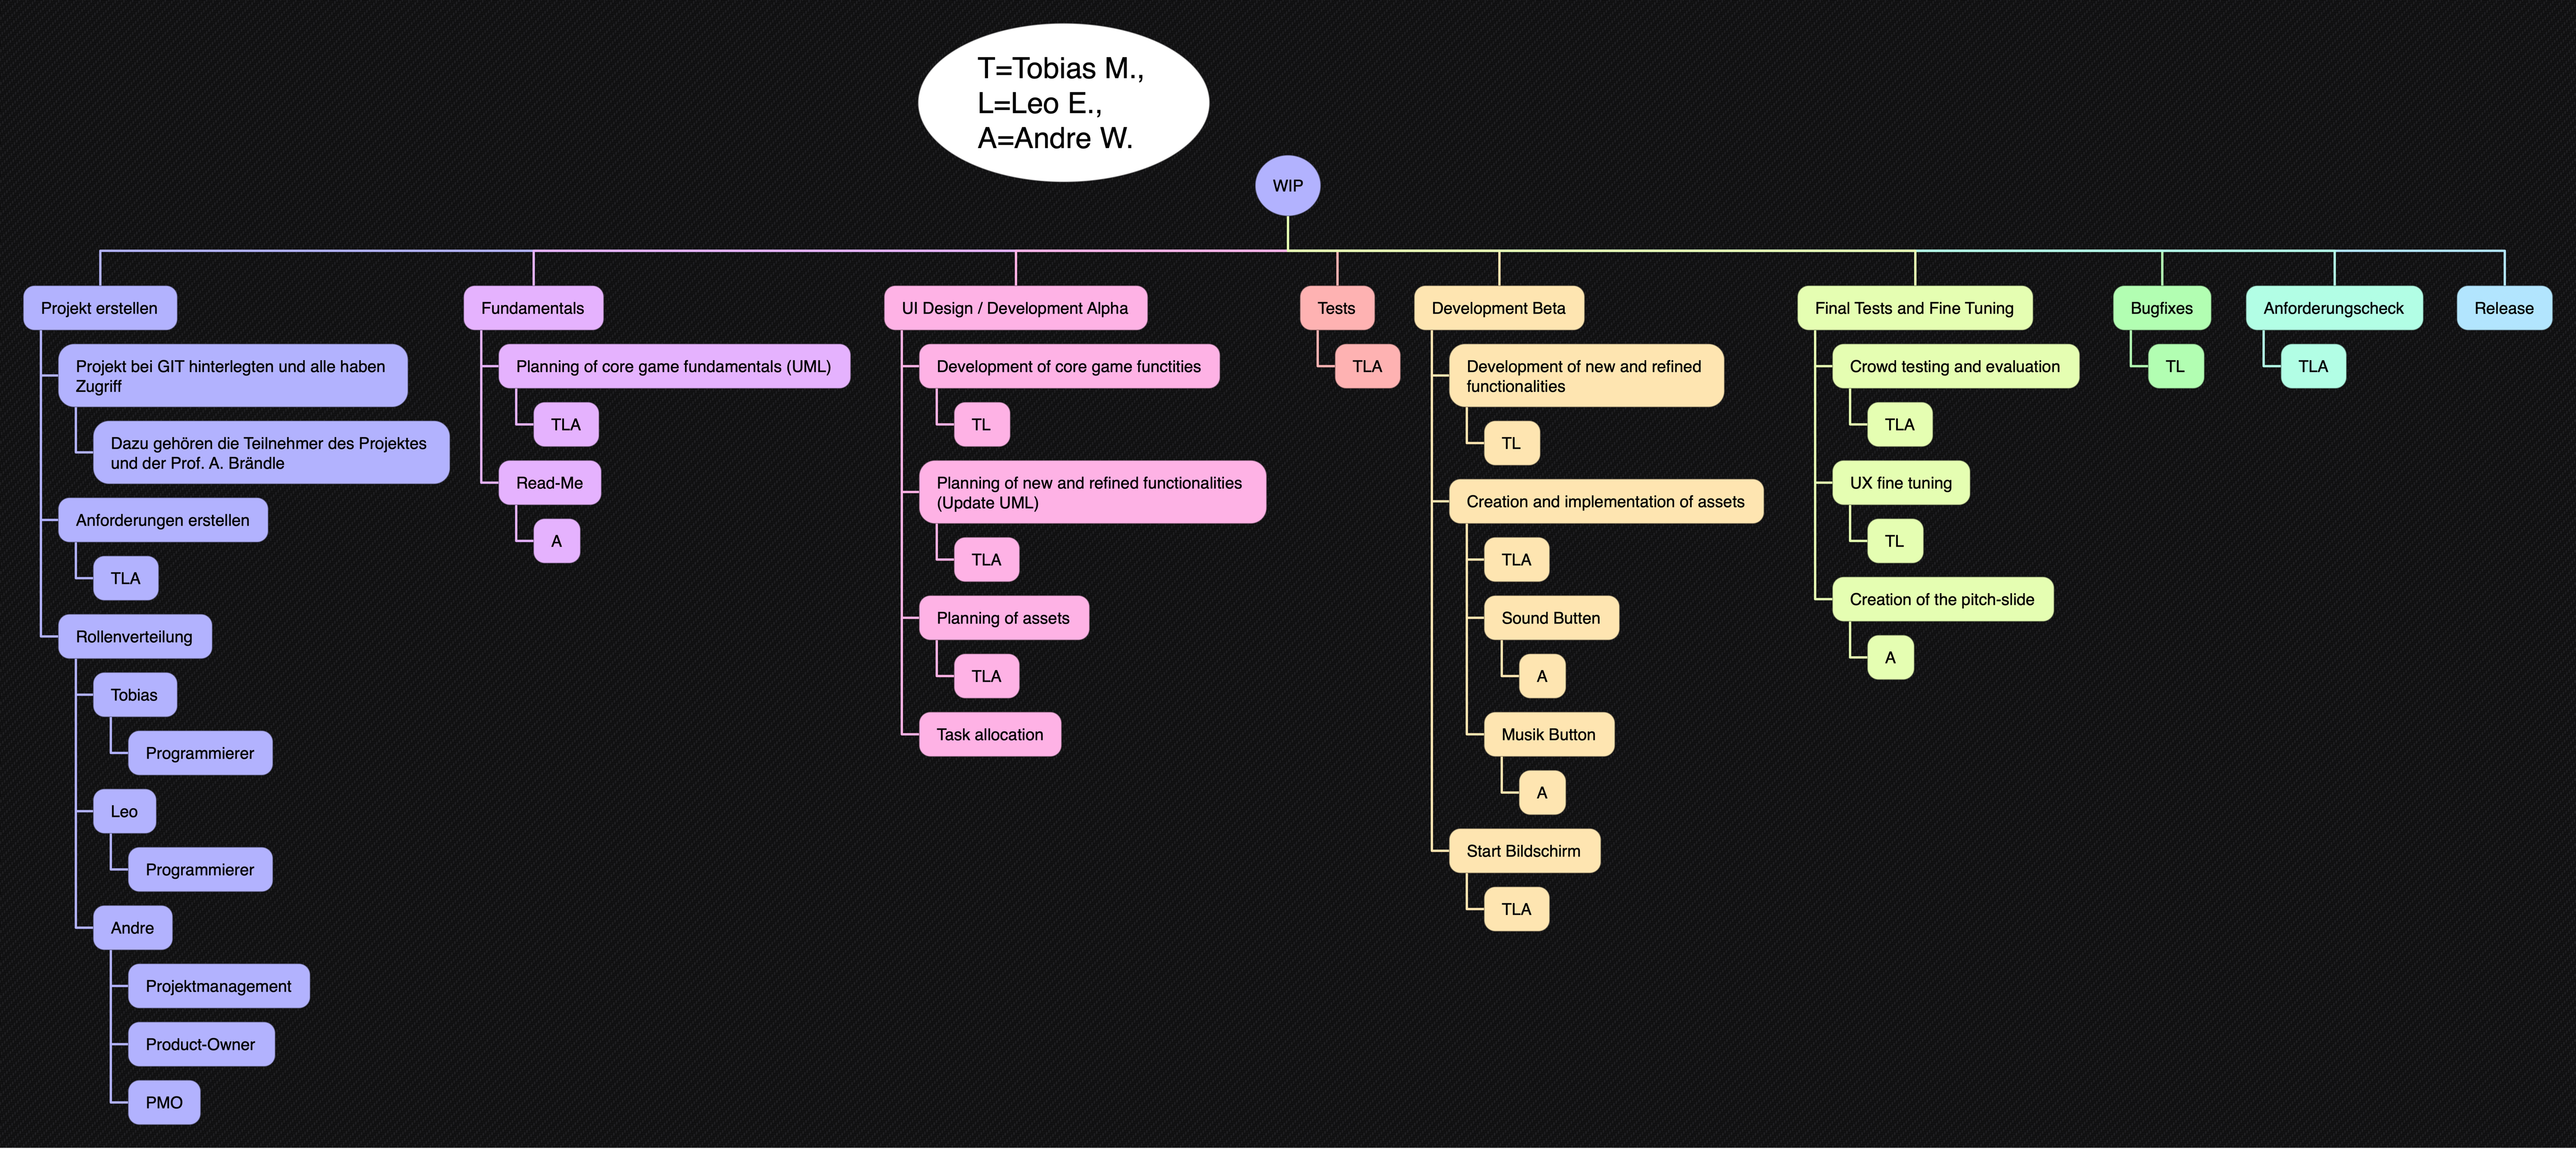 T=Tobias M.,
L=Leo E.,
A=Andre W.
WIP
Projekt erstellen
Projekt bei GIT hinterlegten und alle haben
Zugriff
Dazu gehören die Teilnehmer des Projektes
und der Prof. A. Brändle
Anforderungen erstellen
TLA
Rollenverteilung
Tobias
Programmierer
Leo
Programmierer
Andre
Projektmanagement
Product-Owner
PMO
Fundamentals
Planning of core game fundamentals (UML)
TLA
Read-Me
A
UI Design / Development Alpha
Development of core game functities
TL
Planning of new and refined functionalities
(Update UML)
TLA
Planning of assets
TLA
Task allocation
Tests
TLA
Development Beta
Development of new and refined
functionalities
TL
Creation and implementation of assets
TLA
Sound Butten
A
Musik Button
A
Start Bildschirm
TLA
Final Tests and Fine Tuning
Crowd testing and evaluation
TLA
UX fine tuning
TL
Creation of the pitch-slide
A
Bugfixes
TL
Anforderungscheck
TLA
Release